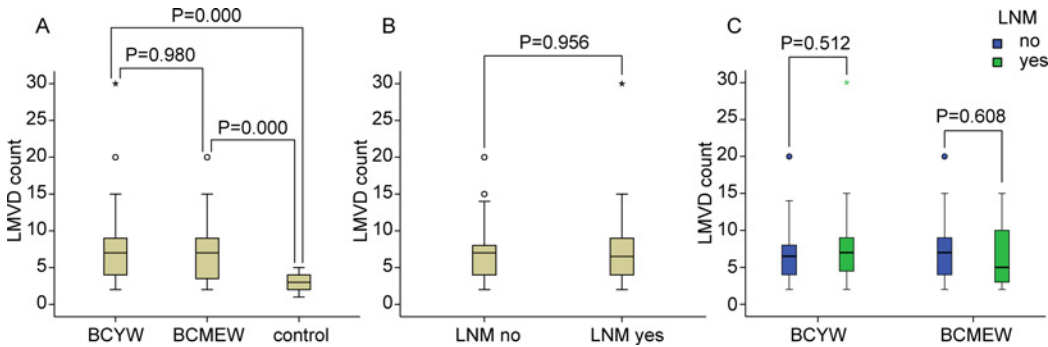 A
P=0.000
P=0.980
P=0.000
LMVD count
30
25
20
15
10
5
0
BCYW BCMEW control
B
P=0.956
LMVD count
30
25
20
15
10
5
0
LNM no LNM yes
C
LNM
no
yes
P=0.512
P=0.608
LMVD count
30
25
20
15
10
5
0
BCYW BCMEW